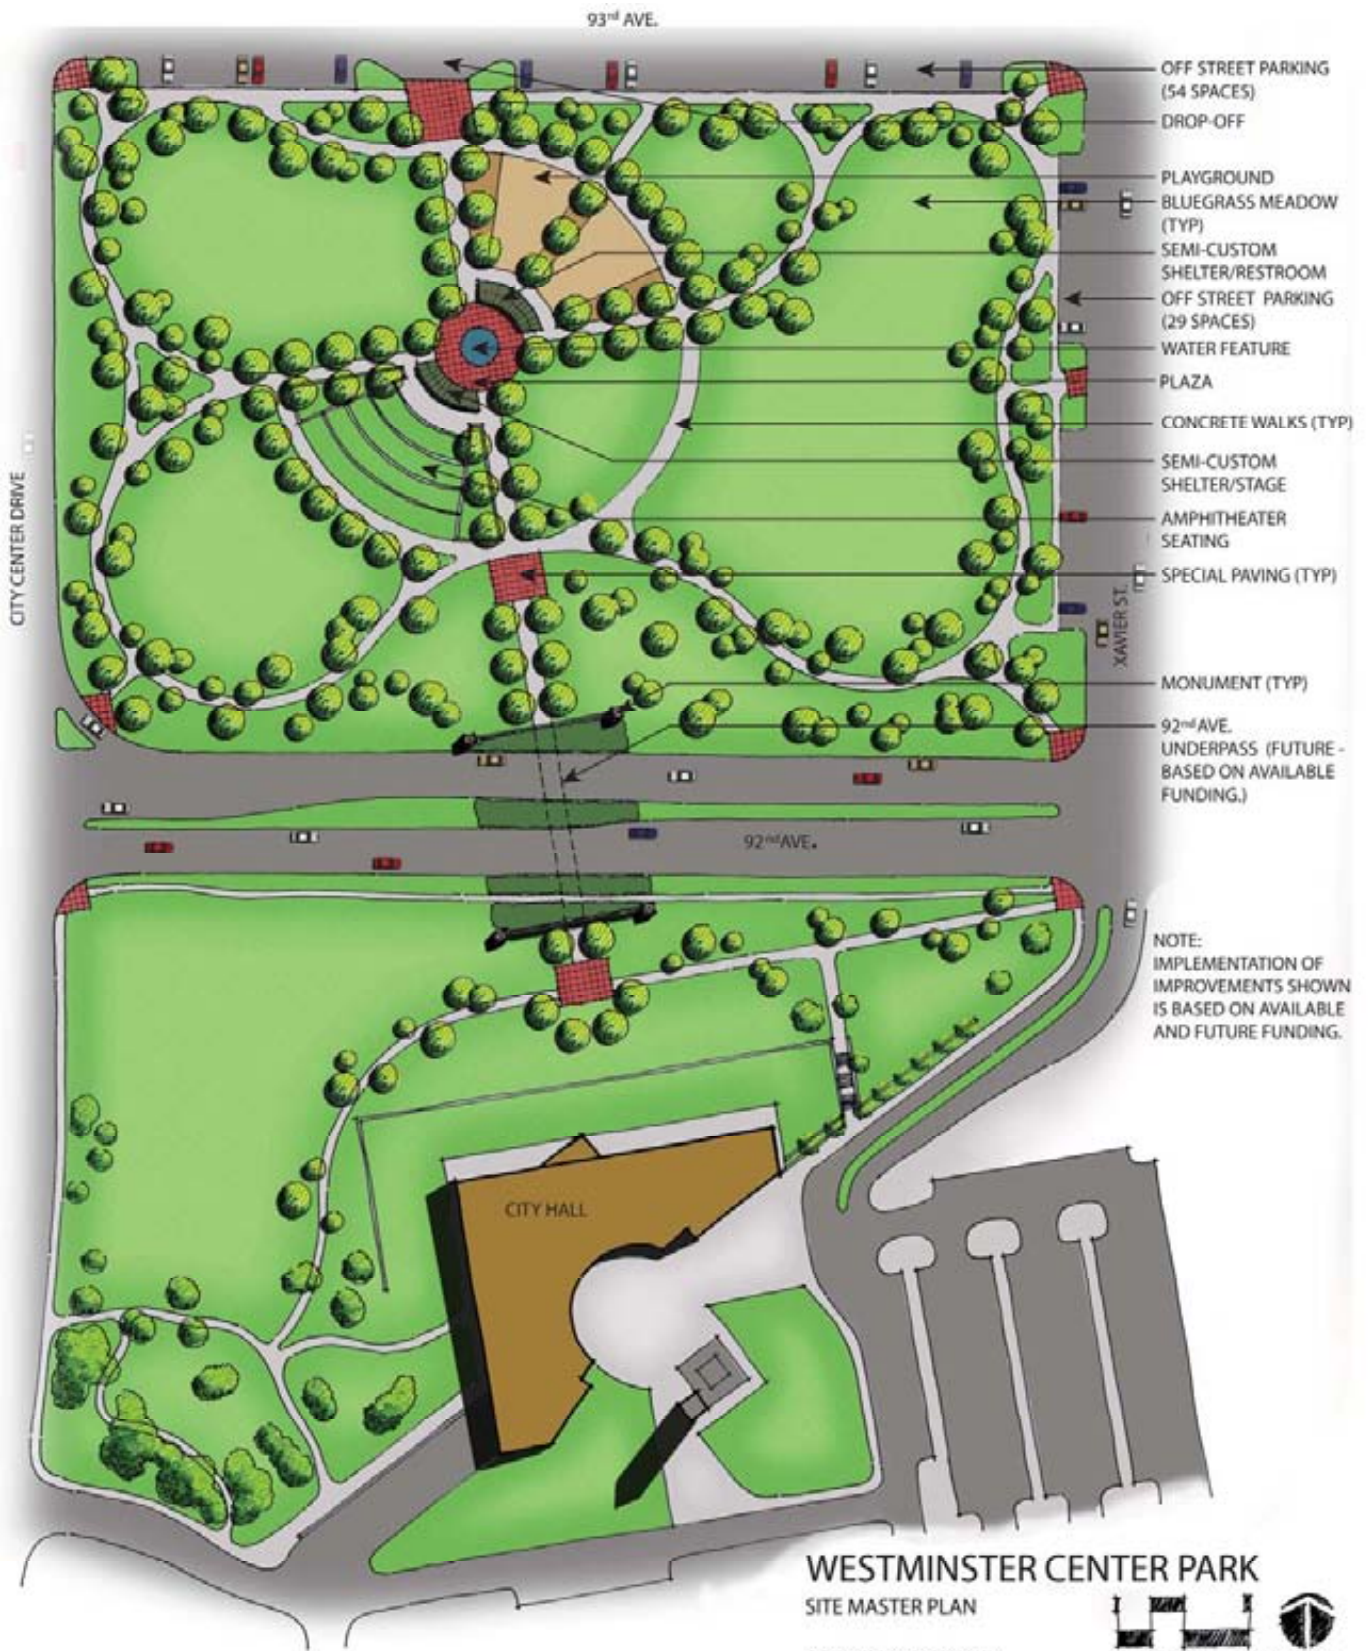 93rd AVE.
OFF STREET PARKING
(54 SPACES)
DROP-OFF
PLAYGROUND
BLUEGRASS MEADOW
(TYP)
SEMI-CUSTOM
SHELTER/RESTROOM
OFF STREET PARKING
(29 SPACES)
WATER FEATURE
PLAZA
CONCRETE WALKS (TYP)
SEMI-CUSTOM
SHELTER/STAGE
AMPHITHEATER
SEATING
SPECIAL PAVING (TYP)
CITY CENTER DRIVE
XAVIER ST.
MONUMENT (TYP)
92nd AVE.
UNDERPASS (FUTURE -
BASED ON AVAILABLE
FUNDING.)
92nd AVE.
NOTE:
IMPLEMENTATION OF
IMPROVEMENTS SHOWN
IS BASED ON AVAILABLE
AND FUTURE FUNDING.
CITY HALL
WESTMINSTER CENTER PARK
SITE MASTER PLAN